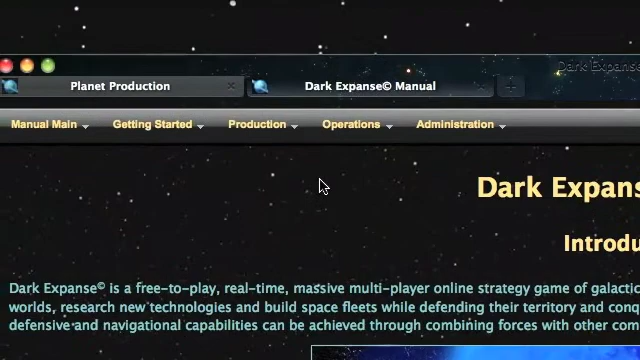 Dark Expanse
Planet Production
Dark Expanse© Manual
Manual Main
Getting Started
Production
Operations
Administration
Dark Expans
Introdu
Dark Expanse© is a free-to-play, real-time, massive multi-player online strategy game of galactic
worlds, research new technologies and build space fleets while defending their territory and conq
defensive and navigational capabilities can be achieved through combining forces with other com